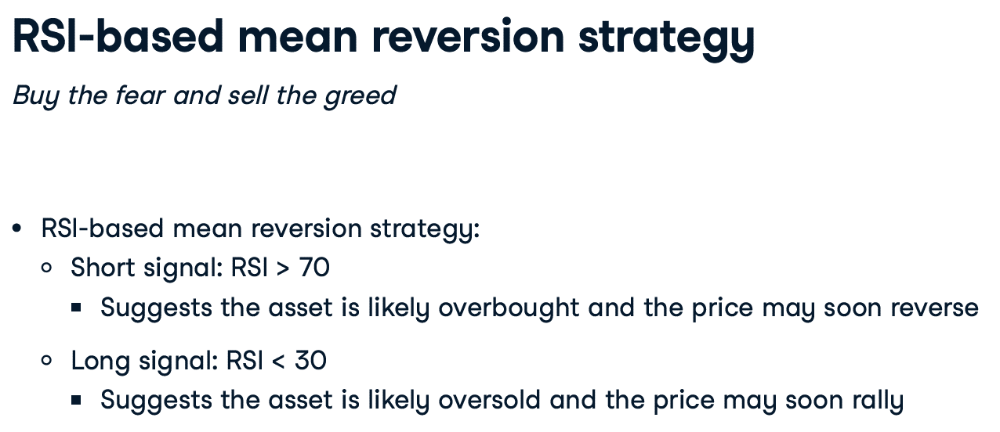 RSI-based mean reversion strategy
Buy the fear and sell the greed
• RSI-based mean reversion strategy:
○ Short signal: RSI > 70
▪ Suggests the asset is likely overbought and the price may soon reverse
○ Long signal: RSI < 30
▪ Suggests the asset is likely oversold and the price may soon rally